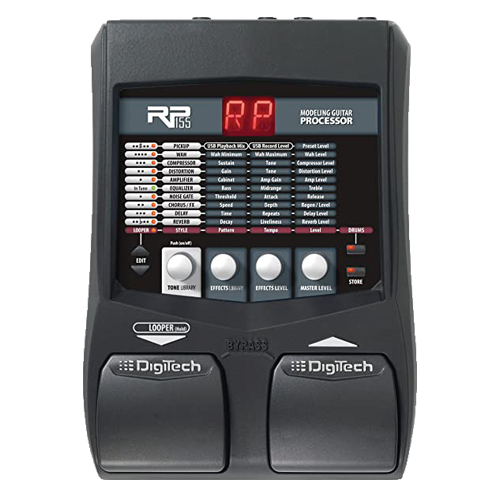 RP155
RP
MODELING GUITAR
PROCESSOR
PICKUP USB Playback Mix USB Record Level Preset Level
WAH Wah Minimum Wah Maximum Wah Level
COMPRESSOR Sustain Tone Compressor Level
DISTORTION Gain Tone Distortion Level
AMPLIFIER Cabinet Amp Gain Amp Level
In Tune EQUALIZER Bass Midrange Treble
NOISE GATE Threshold Attack Release
CHORUS / FX Speed Depth Regen / Level
DELAY Time Repeats Delay Level
REVERB Decay Liveliness Reverb Level
LOOPER STYLE Pattern Tempo Level DRUMS
Push (on/off)
EDIT
STORE
TONE LIBRARY EFFECTS LIBRARY EFFECTS LEVEL MASTER LEVEL
LOOPER (Hold)
BYPASS
DigiTech DigiTech